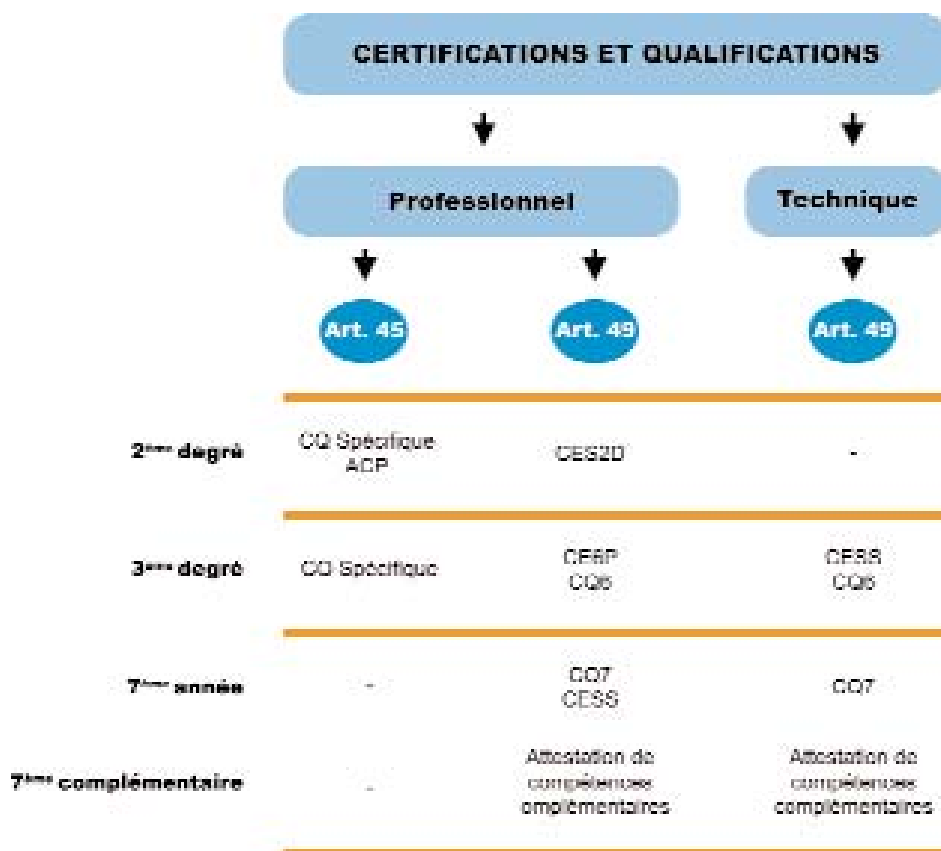 CERTIFICATIONS ET QUALIFICATIONS
Professionnel
Technique
Art. 45
Art. 49
Art. 49
2ème degré
CQ Spécifique
ACP
CES2D
-
3ème degré
CQ Spécifique
CE6P
CQ6
CESS
CQ6
7ème année
-
CQ7
CESS
CQ7
7ème complémentaire
-
Attestation de
compétences
omplémentaires
Attestation de
compétences
complémentaires